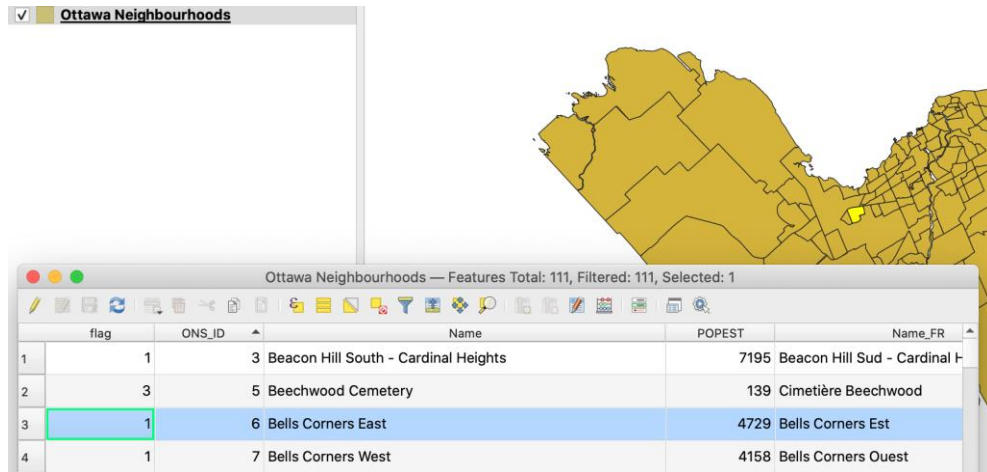 Ottawa Neighbourhoods
Ottawa Neighbourhoods — Features Total: 111, Filtered: 111, Selected: 1
flag ONS_ID Name POPEST Name_FR
1 1 3 Beacon Hill South - Cardinal Heights 7195 Beacon Hill Sud - Cardinal H
2 3 5 Beechwood Cemetery 139 Cimetière Beechwood
3 1 6 Bells Corners East 4729 Bells Corners Est
4 1 7 Bells Corners West 4158 Bells Corners Ouest